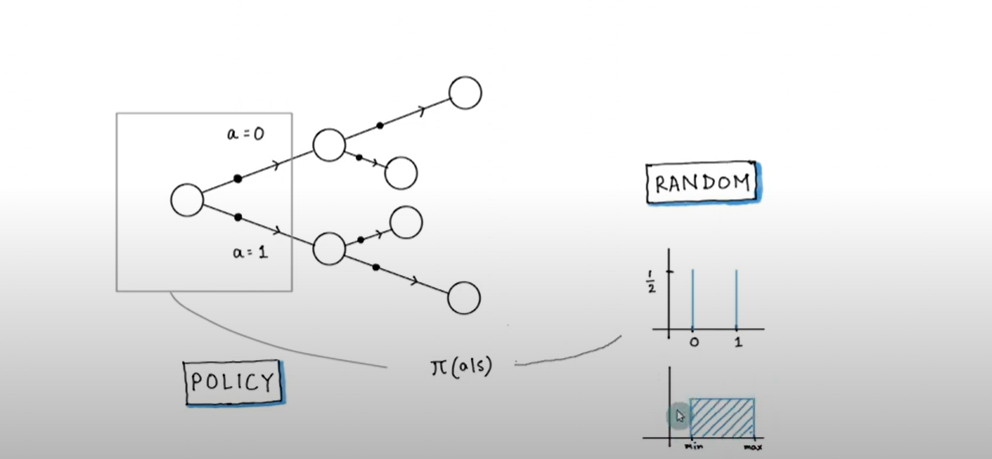 a = 0
a = 1
POLICY
π(a|s)
RANDOM
1/2
0 1
min max